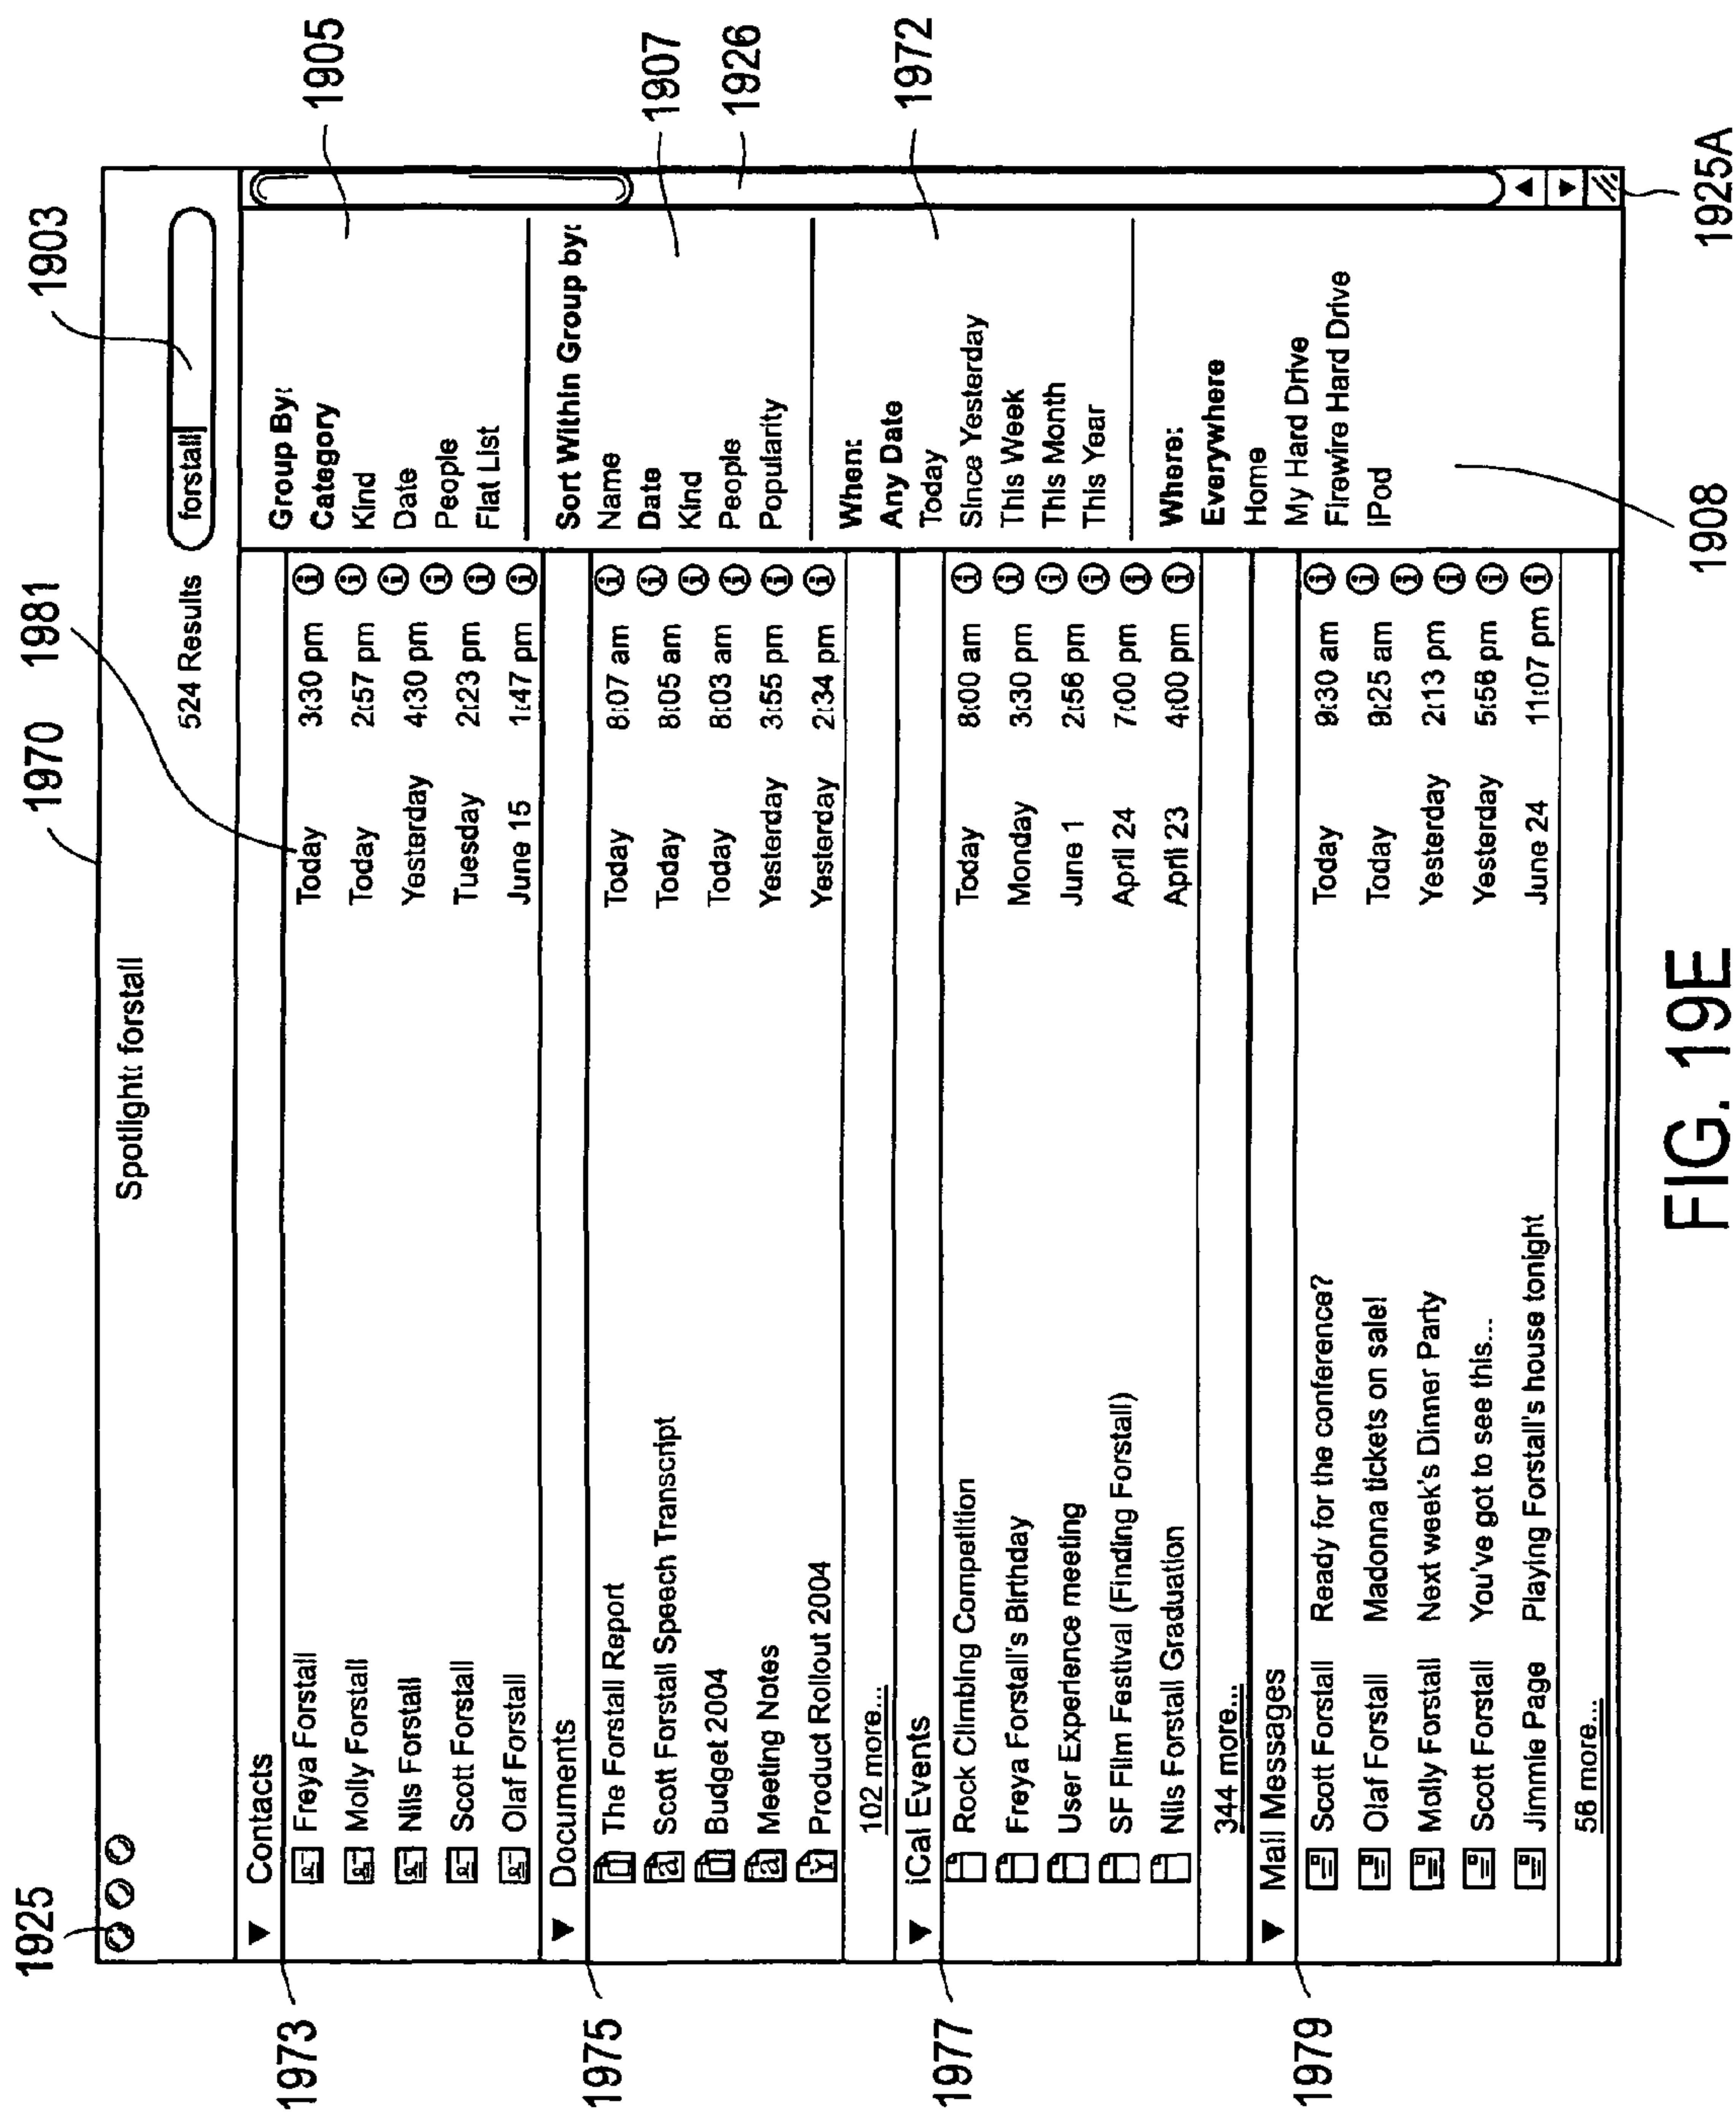 1925
1970
1981
1903
Spotlight: forstall
524 Results
forstall
1905
1907
1926
1972
1973
Contacts
Freya Forstall Today 3:30 pm
Molly Forstall Today 2:57 pm
Nils Forstall Yesterday 4:30 pm
Scott Forstall Tuesday 2:23 pm
Olaf Forstall June 15 1:47 pm
1975
Documents
The Forstall Report Today 8:07 am
Scott Forstall Speech Transcript Today 8:05 am
Budget 2004 Today 8:03 am
Meeting Notes Yesterday 3:55 pm
Product Rollout 2004 Yesterday 2:34 pm
102 more...
1977
iCal Events
Rock Climbing Competition Today 8:00 am
Freya Forstall's Birthday Monday 3:30 pm
User Experience meeting June 1 2:56 pm
SF Film Festival (Finding Forstall) April 24 7:00 pm
Nils Forstall Graduation April 23 4:00 pm
344 more...
1979
Mail Messages
Scott Forstall Ready for the conference? Today 9:30 am
Olaf Forstall Madonna tickets on sale! Today 9:25 am
Molly Forstall Next week's Dinner Party Yesterday 2:13 pm
Scott Forstall You've got to see this... Yesterday 5:56 pm
Jimmie Page Playing Forstall's house tonight June 24 11:07 pm
56 more...
Group By:
Category
Kind
Date
People
Flat List
Sort Within Group by:
Name
Date
Kind
People
Popularity
When:
Any Date
Today
Since Yesterday
This Week
This Month
This Year
Where:
Everywhere
Home
My Hard Drive
Firewire Hard Drive
iPod
1908
1925A
FIG. 19E